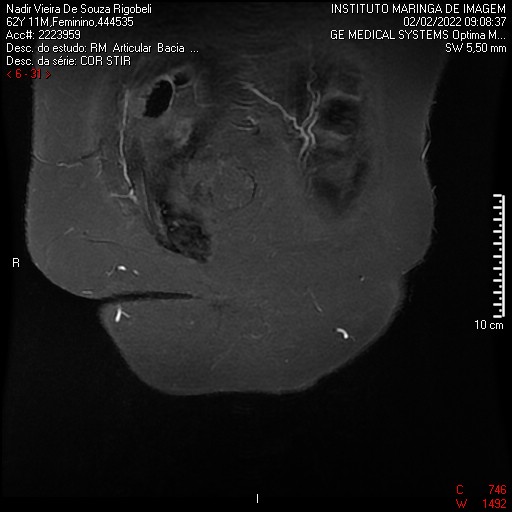 Nadir Vieira De Souza Rigobeli
62Y 11M,Feminino,444535
Acc#: 2223959
Desc. do estudo: RM Articular Bacia ...
Desc. da série: COR STIR
< 6 - 31 >
INSTITUTO MARINGA DE IMAGEM
02/02/2022 09:08:37
GE MEDICAL SYSTEMS Optima M...
SW 5,50 mm
R
10 cm
I
C 746
W 1492